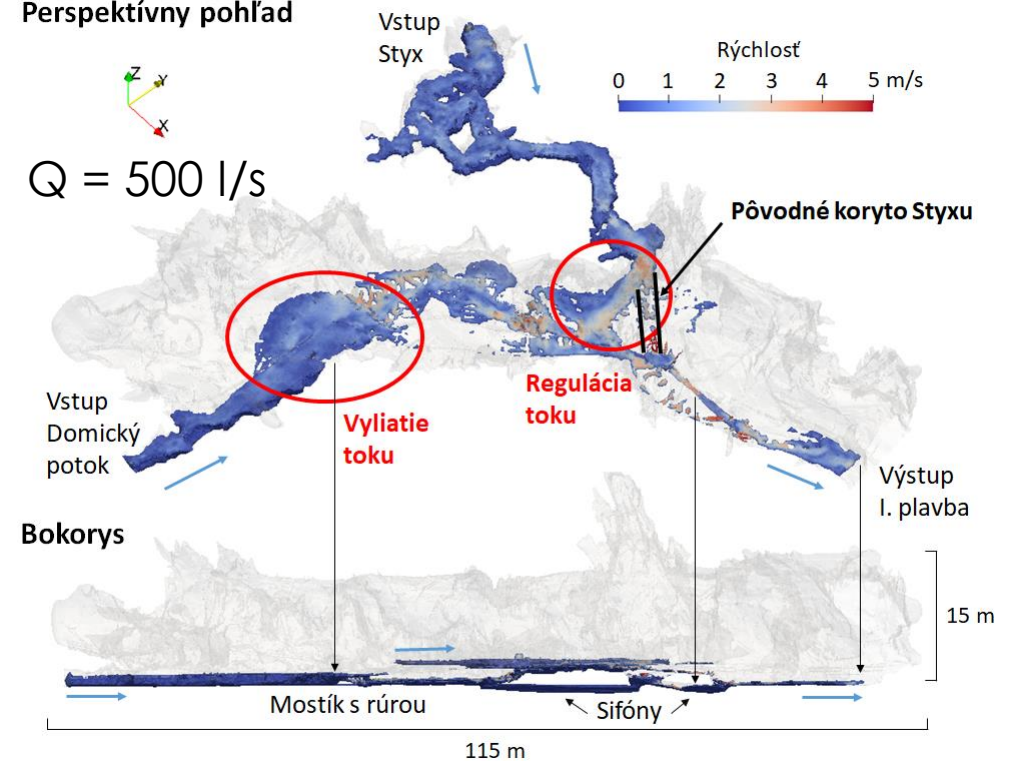 Perspektívny pohľad
Vstup
Styx
Rýchlosť
0 1 2 3 4 5 m/s
Z
Y
X
Q = 500 l/s
Pôvodné koryto Styxu
Vstup
Domický
potok
Vyliatie
toku
Regulácia
toku
Výstup
I. plavba
Bokorys
15 m
Mostík s rúrou
Sifóny
115 m